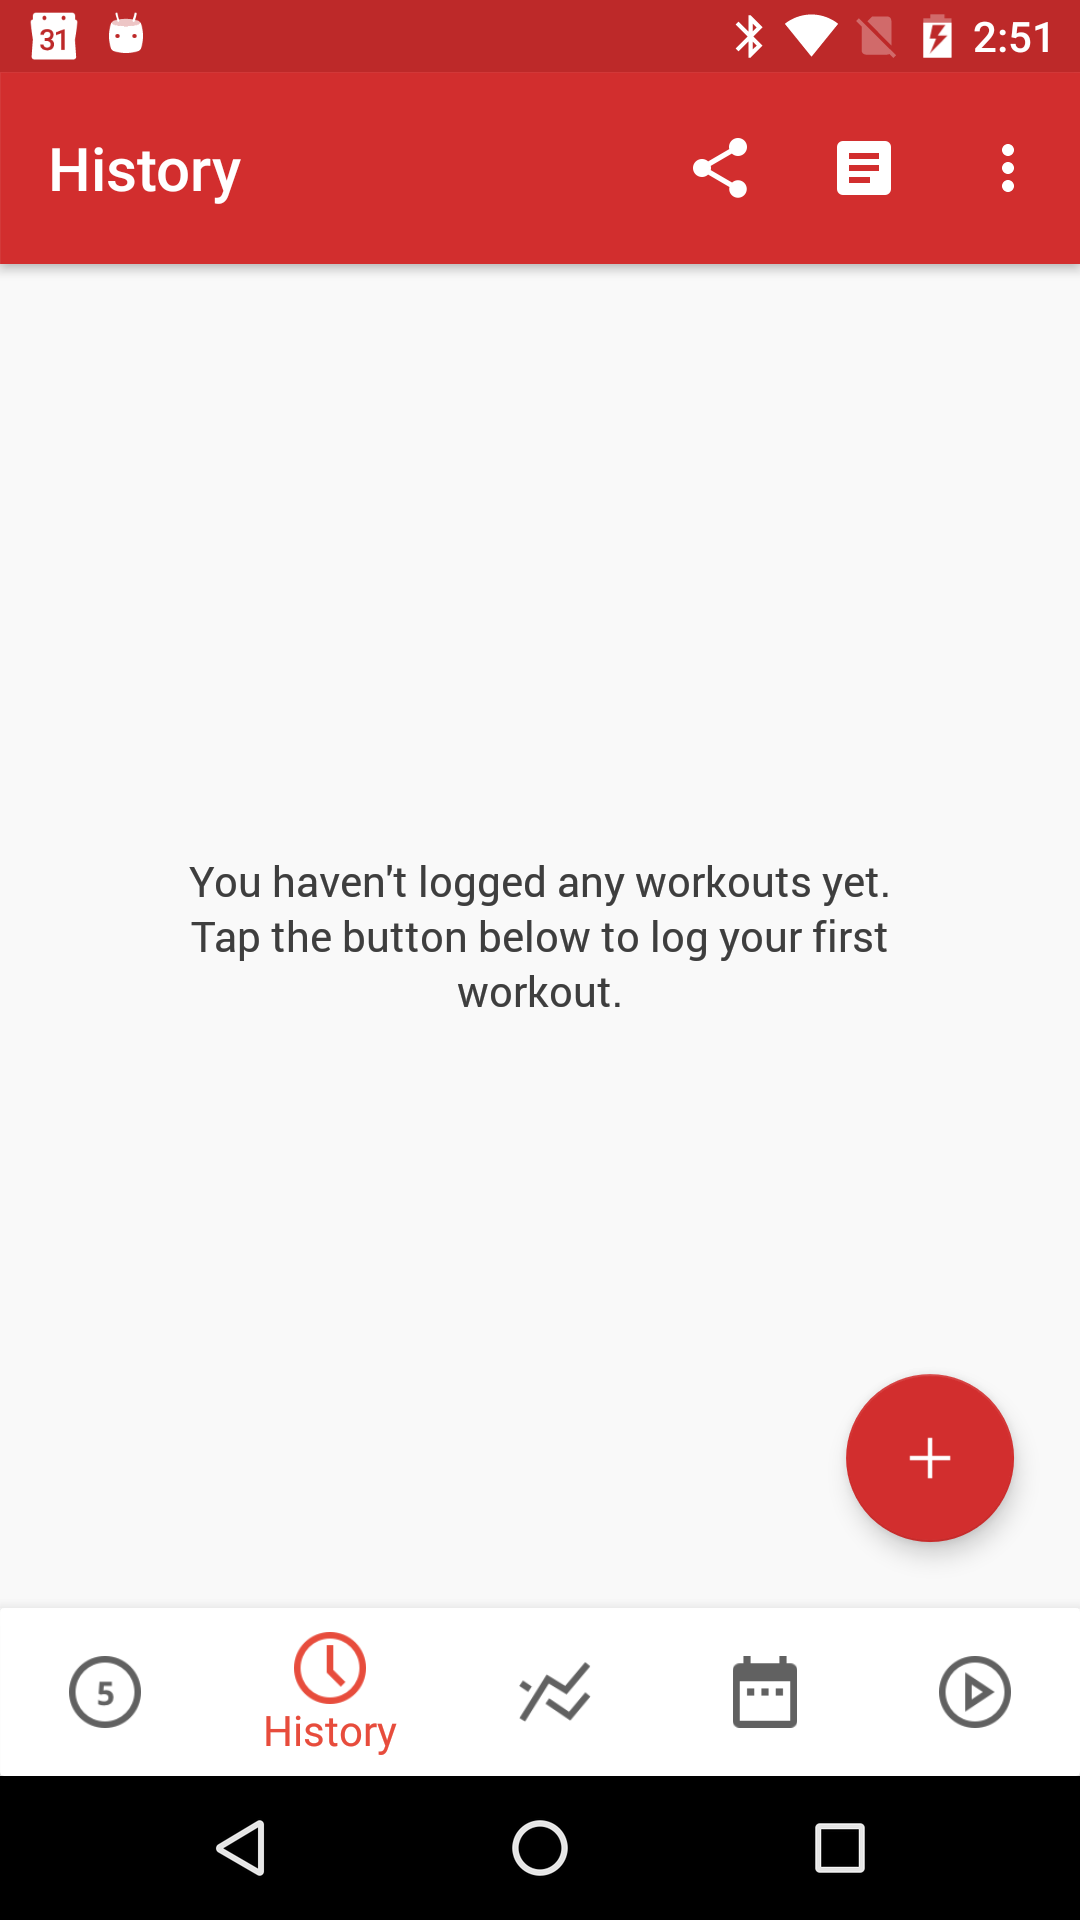 31
2:51
History
You haven't logged any workouts yet.
Tap the button below to log your first
workout.
5
History